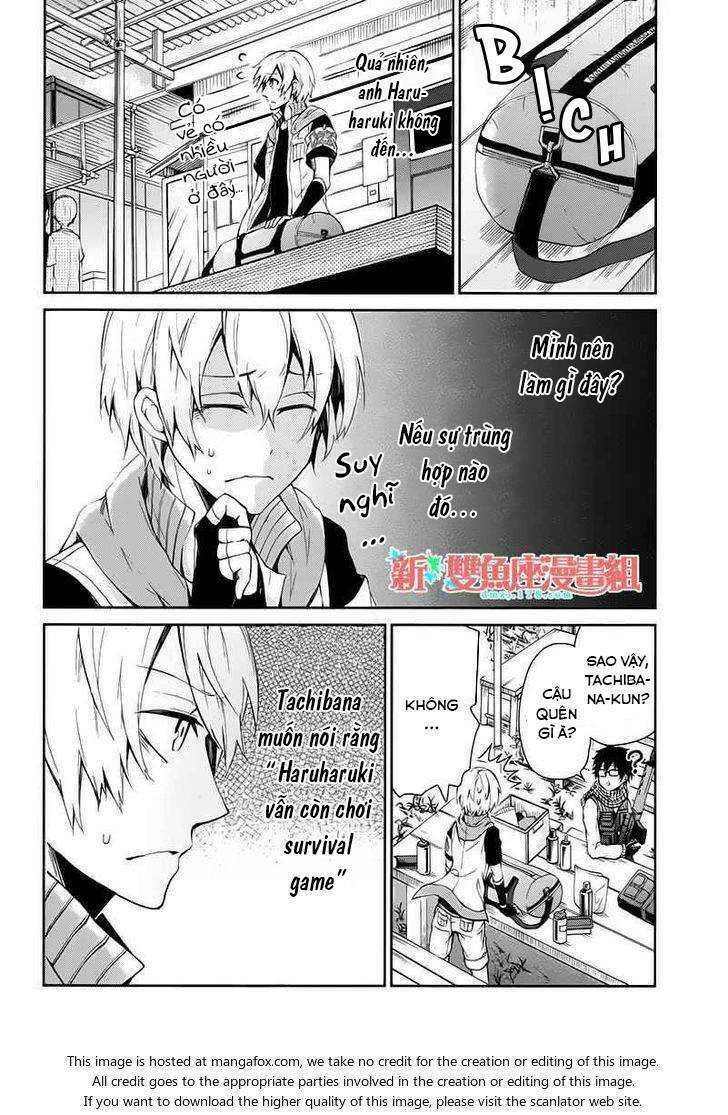 BỊCH
Quả nhiên,
anh Haru-
haruki không
đến...
Có
vẻ có
nhiều
người
ở đây...
Mình nên
làm gì đây?
Nếu sự trùng
hợp nào
đó...
Suy
nghĩ
...
新雙魚座漫畫組
dmzj.178.com
SAO VẬY,
TACHIBA-
NA-KUN?
CẬU
QUÊN
GÌ À?
?
KHÔNG
...
Tachibana
muốn nói rằng
“Haruharuki
vẫn còn chơi
survival
game”
This image is hosted at mangafox.com, we take no credit for the creation or editing of this image.
All credit goes to the appropriate parties involved in the creation or editing of this image.
If you want to download the higher quality of this image, please visit the scanlator web site.